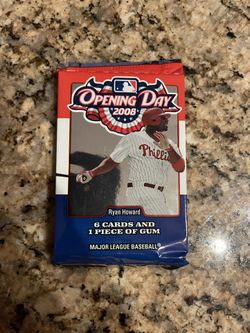 OPENING DAY
2008
Phillies
Ryan Howard
6 CARDS AND
1 PIECE OF GUM
MAJOR LEAGUE BASEBALL